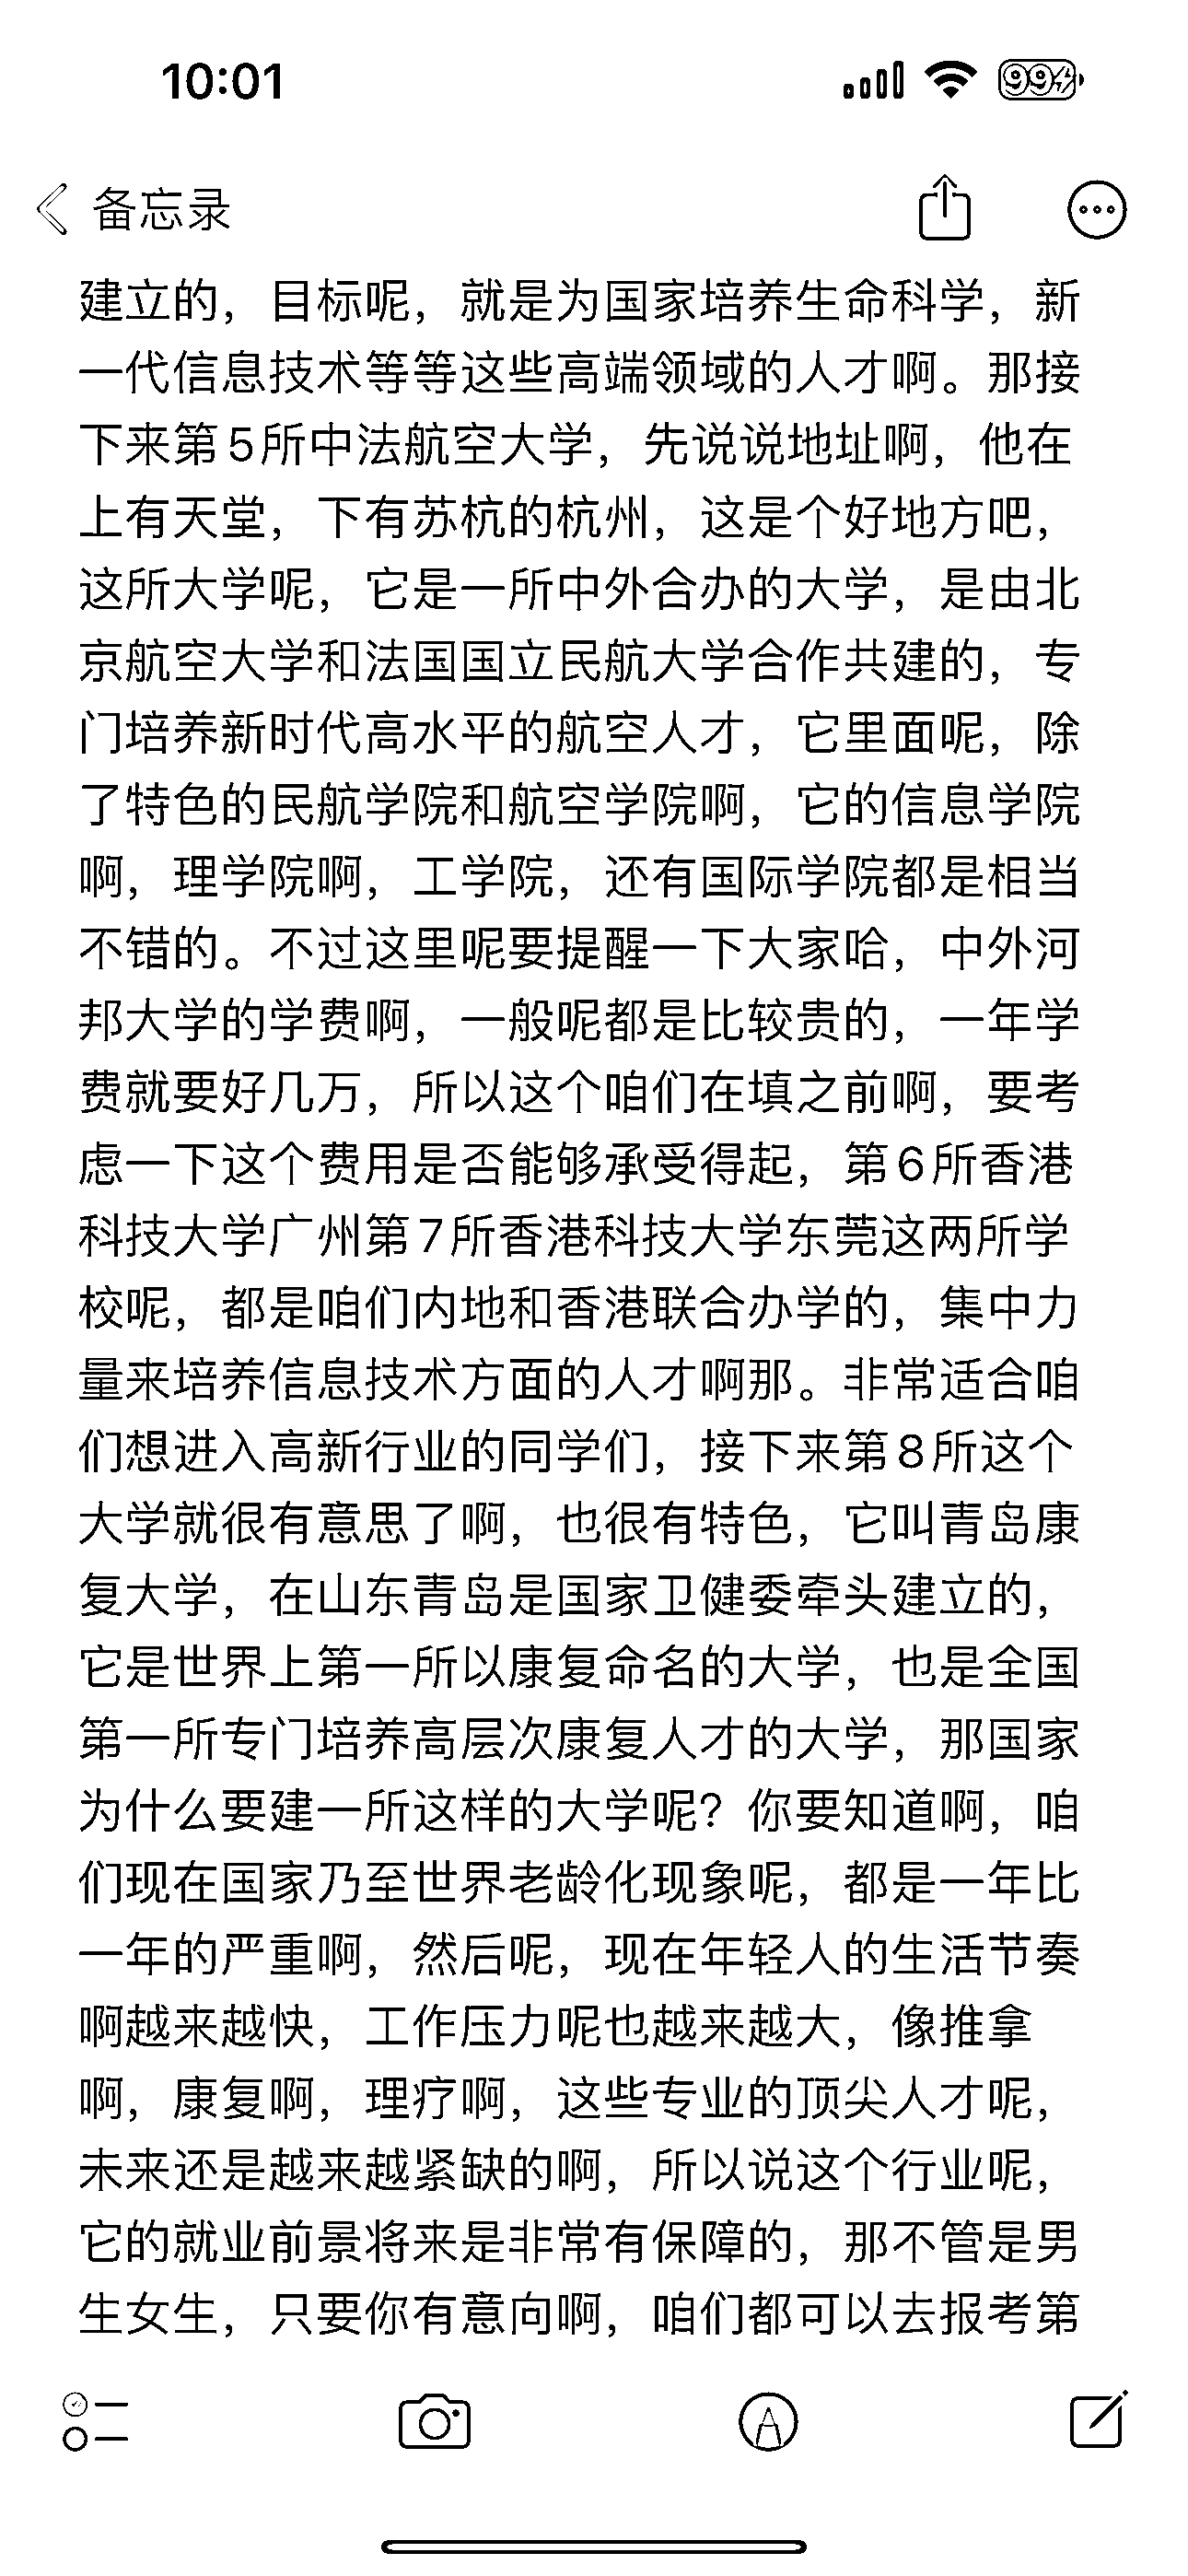 10:01
99
备忘录
建立的，目标呢，就是为国家培养生命科学，新
一代信息技术等等这些高端领域的人才啊。那接
下来第5所中法航空大学，先说说地址啊，他在
上有天堂，下有苏杭的杭州，这是个好地方吧，
这所大学呢，它是一所中外合办的大学，是由北
京航空大学和法国国立民航大学合作共建的，专
门培养新时代高水平的航空人才，它里面呢，除
了特色的民航学院和航空学院啊，它的信息学院
啊，理学院啊，工学院，还有国际学院都是相当
不错的。不过这里呢要提醒一下大家哈，中外河
邦大学的学费啊，一般呢都是比较贵的，一年学
费就要好几万，所以这个咱们在填之前啊，要考
虑一下这个费用是否能够承受得起，第6所香港
科技大学广州第7所香港科技大学东莞这两所学
校呢，都是咱们内地和香港联合办学的，集中力
量来培养信息技术方面的人才啊那。非常适合咱
们想进入高新行业的同学们，接下来第8所这个
大学就很有意思了啊，也很有特色，它叫青岛康
复大学，在山东青岛是国家卫健委牵头建立的，
它是世界上第一所以康复命名的大学，也是全国
第一所专门培养高层次康复人才的大学，那国家
为什么要建一所这样的大学呢？你要知道啊，咱
们现在国家乃至世界老龄化现象呢，都是一年比
一年的严重啊，然后呢，现在年轻人的生活节奏
啊越来越快，工作压力呢也越来越大，像推拿
啊，康复啊，理疗啊，这些专业的顶尖人才呢，
未来还是越来越紧缺的啊，所以说这个行业呢，
它的就业前景将来是非常有保障的，那不管是男
生女生，只要你有意向啊，咱们都可以去报考第